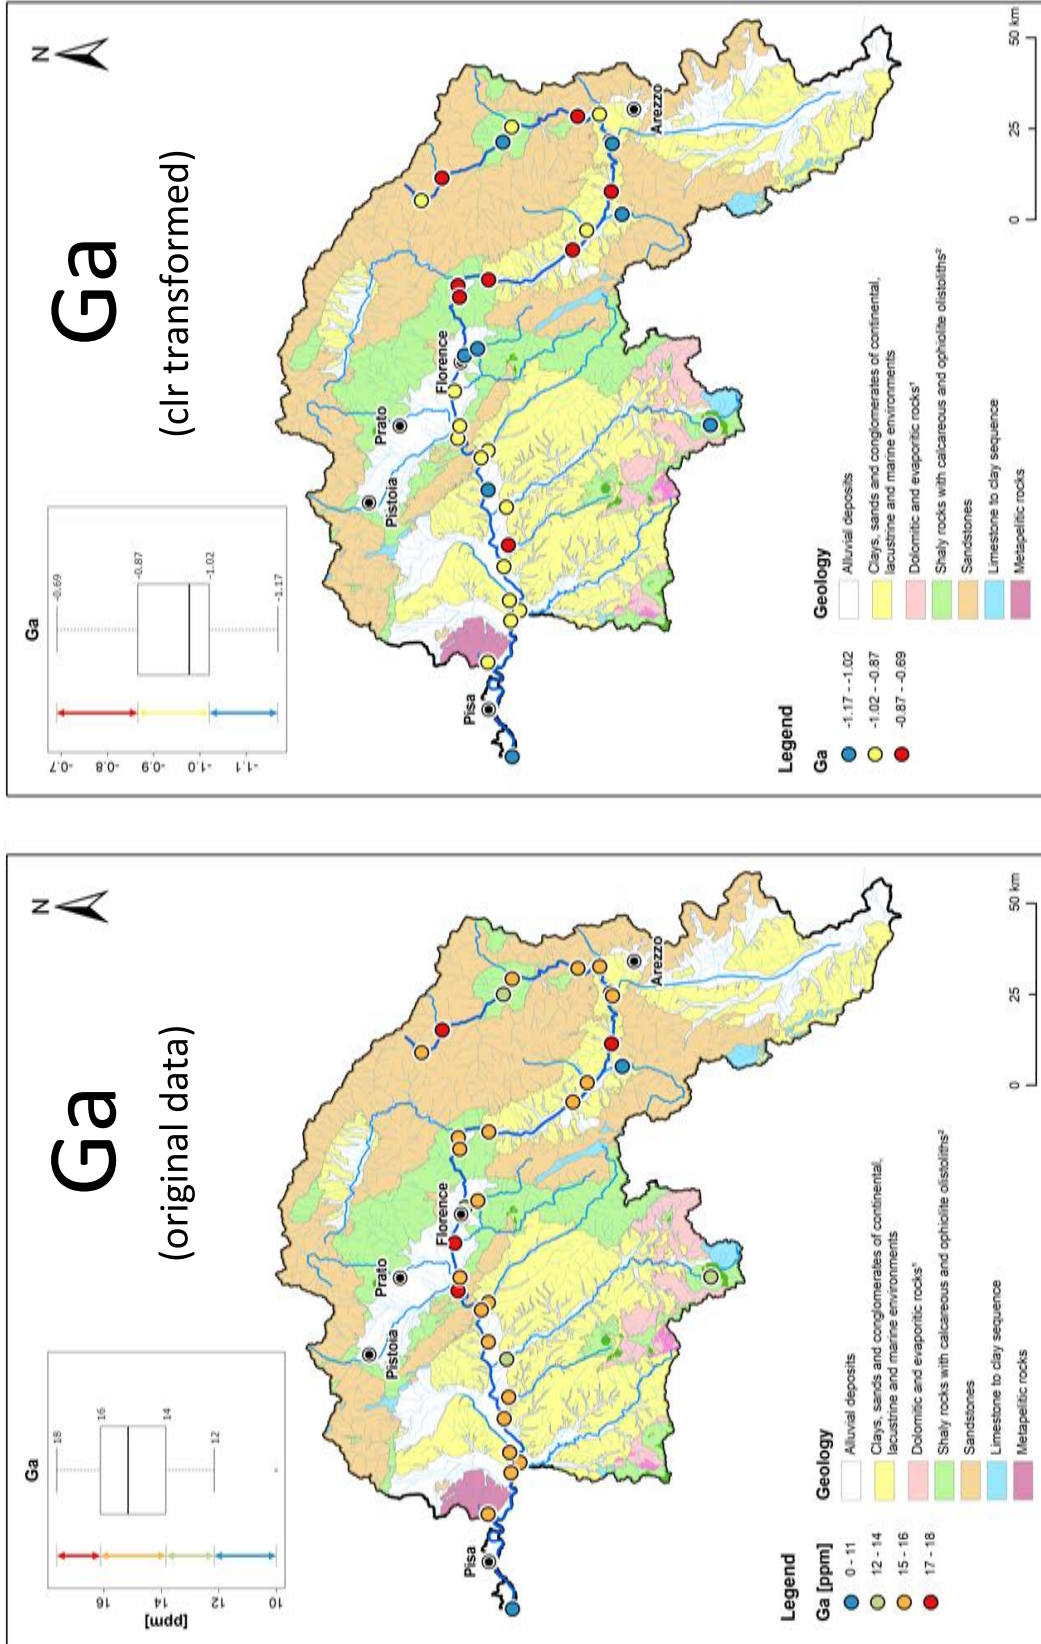 Ga
(original data)
N
Ga
18
16
14
12
16
14
12
10
[ppm]
Pistoia
Prato
Florence
Pisa
Arezzo
Legend
Ga [ppm]
0 - 11
12 - 14
15 - 16
17 - 18
Geology
Alluvial deposits
Clays, sands and conglomerates of continental,
lacustrine and marine environments
Dolomitic and evaporitic rocks¹
Shaly rocks with calcareous and ophiolite olistoliths²
Sandstones
Limestone to clay sequence
Metapelitic rocks
0 25 50 km
Ga
(clr transformed)
N
Ga
-0.69
-0.87
-1.02
-1.17
-0.7
-0.8
-0.9
-1.0
-1.1
Pistoia
Prato
Florence
Pisa
Arezzo
Legend
Ga
-1.17 - -1.02
-1.02 - -0.87
-0.87 - -0.69
Geology
Alluvial deposits
Clays, sands and conglomerates of continental,
lacustrine and marine environments
Dolomitic and evaporitic rocks¹
Shaly rocks with calcareous and ophiolite olistoliths²
Sandstones
Limestone to clay sequence
Metapelitic rocks
0 25 50 km